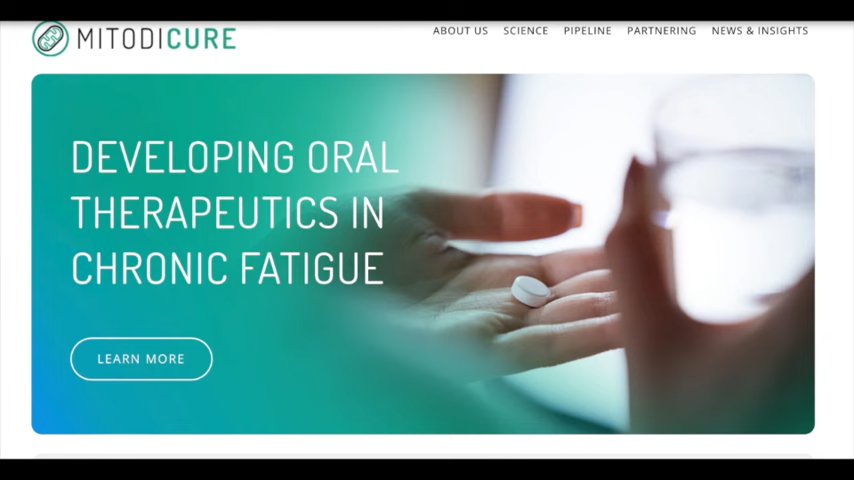 MITODICURE
ABOUT US SCIENCE PIPELINE PARTNERING NEWS & INSIGHTS
DEVELOPING ORAL
THERAPEUTICS IN
CHRONIC FATIGUE
LEARN MORE